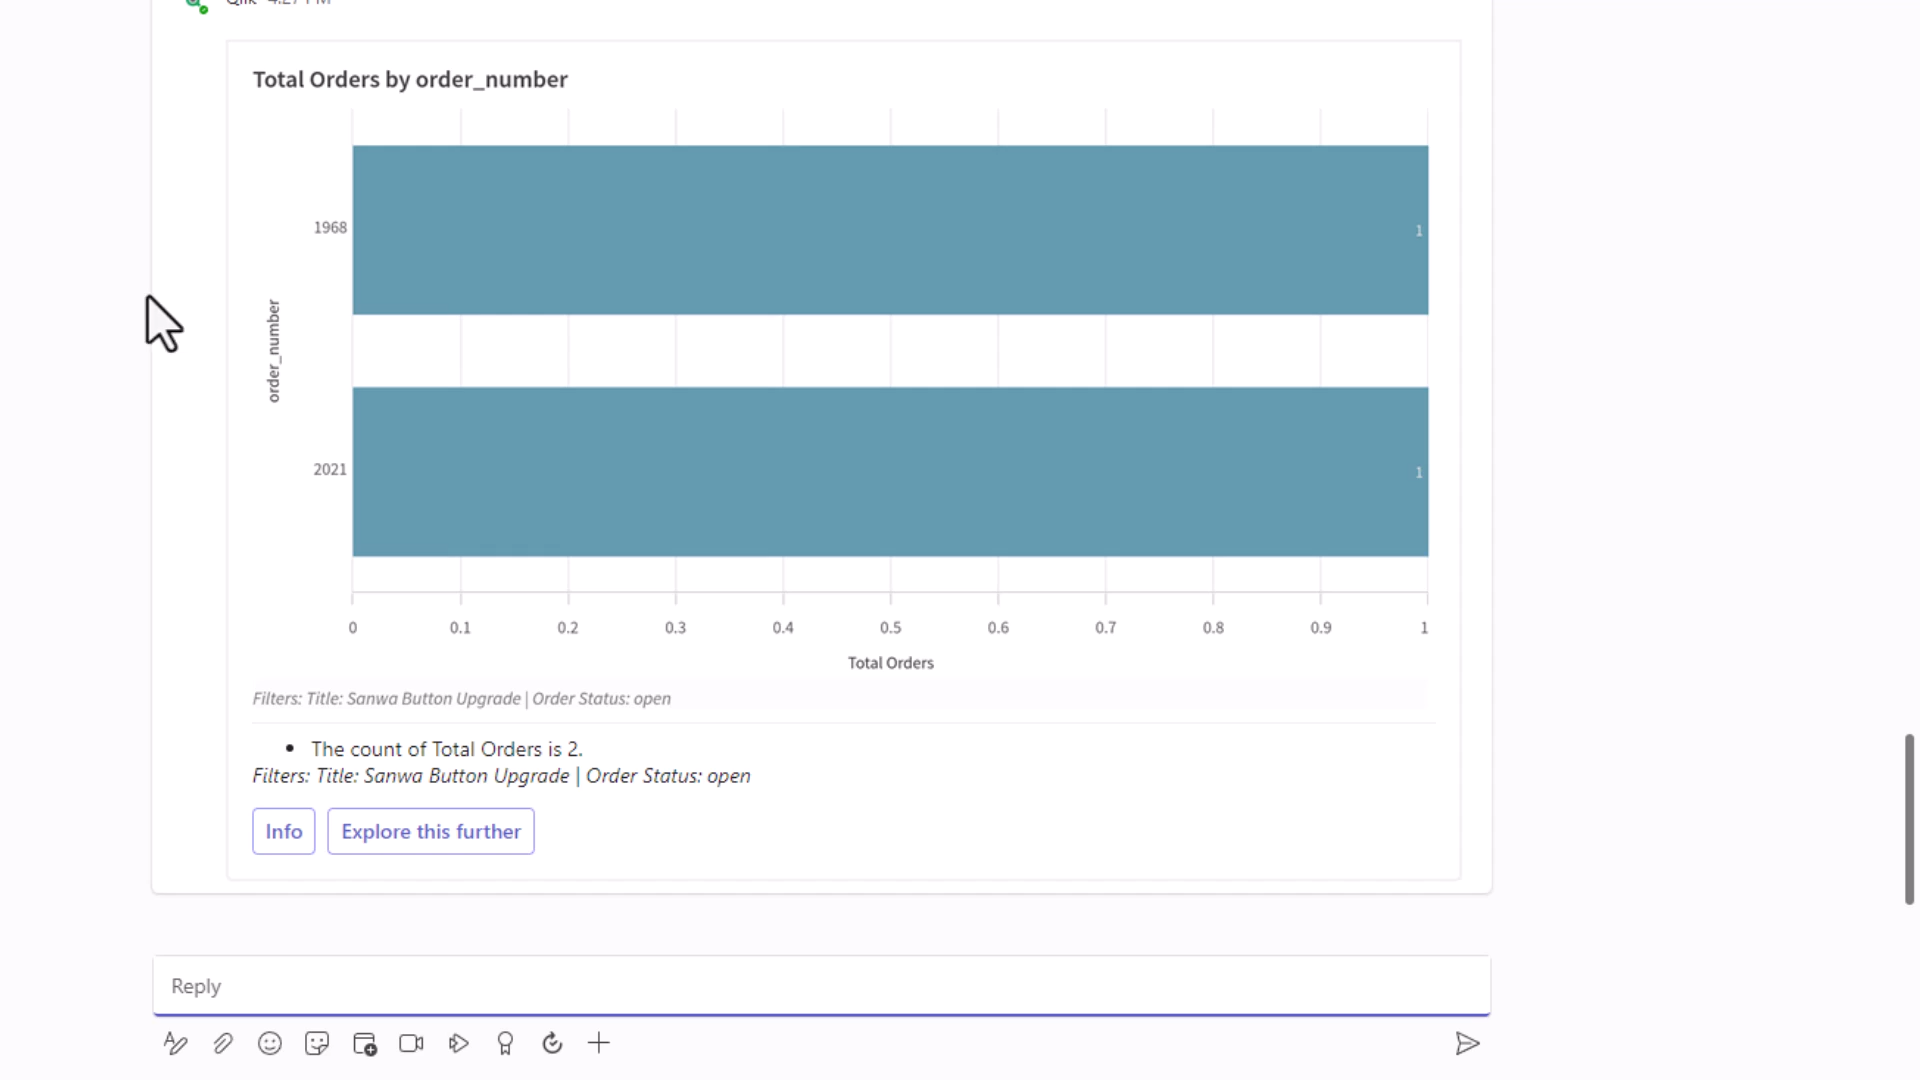 Total Orders by order_number
order_number
1968
1
2021
1
0 0.1 0.2 0.3 0.4 0.5 0.6 0.7 0.8 0.9 1
Total Orders
Filters: Title: Sanwa Button Upgrade | Order Status: open
The count of Total Orders is 2.
Filters: Title: Sanwa Button Upgrade | Order Status: open
Info Explore this further
Reply